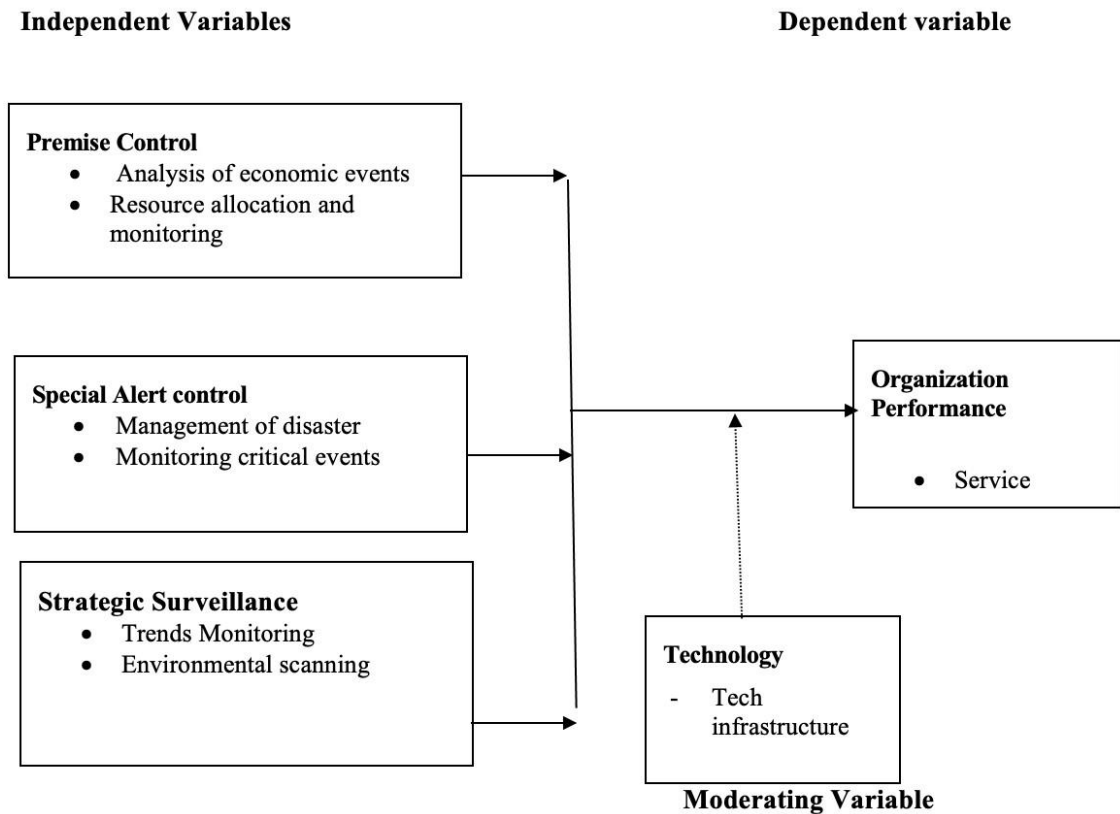 Independent Variables
Dependent variable
Premise Control
• Analysis of economic events
• Resource allocation and
monitoring
Special Alert control
• Management of disaster
• Monitoring critical events
Organization
Performance
• Service
Strategic Surveillance
• Trends Monitoring
• Environmental scanning
Technology
- Tech
infrastructure
Moderating Variable